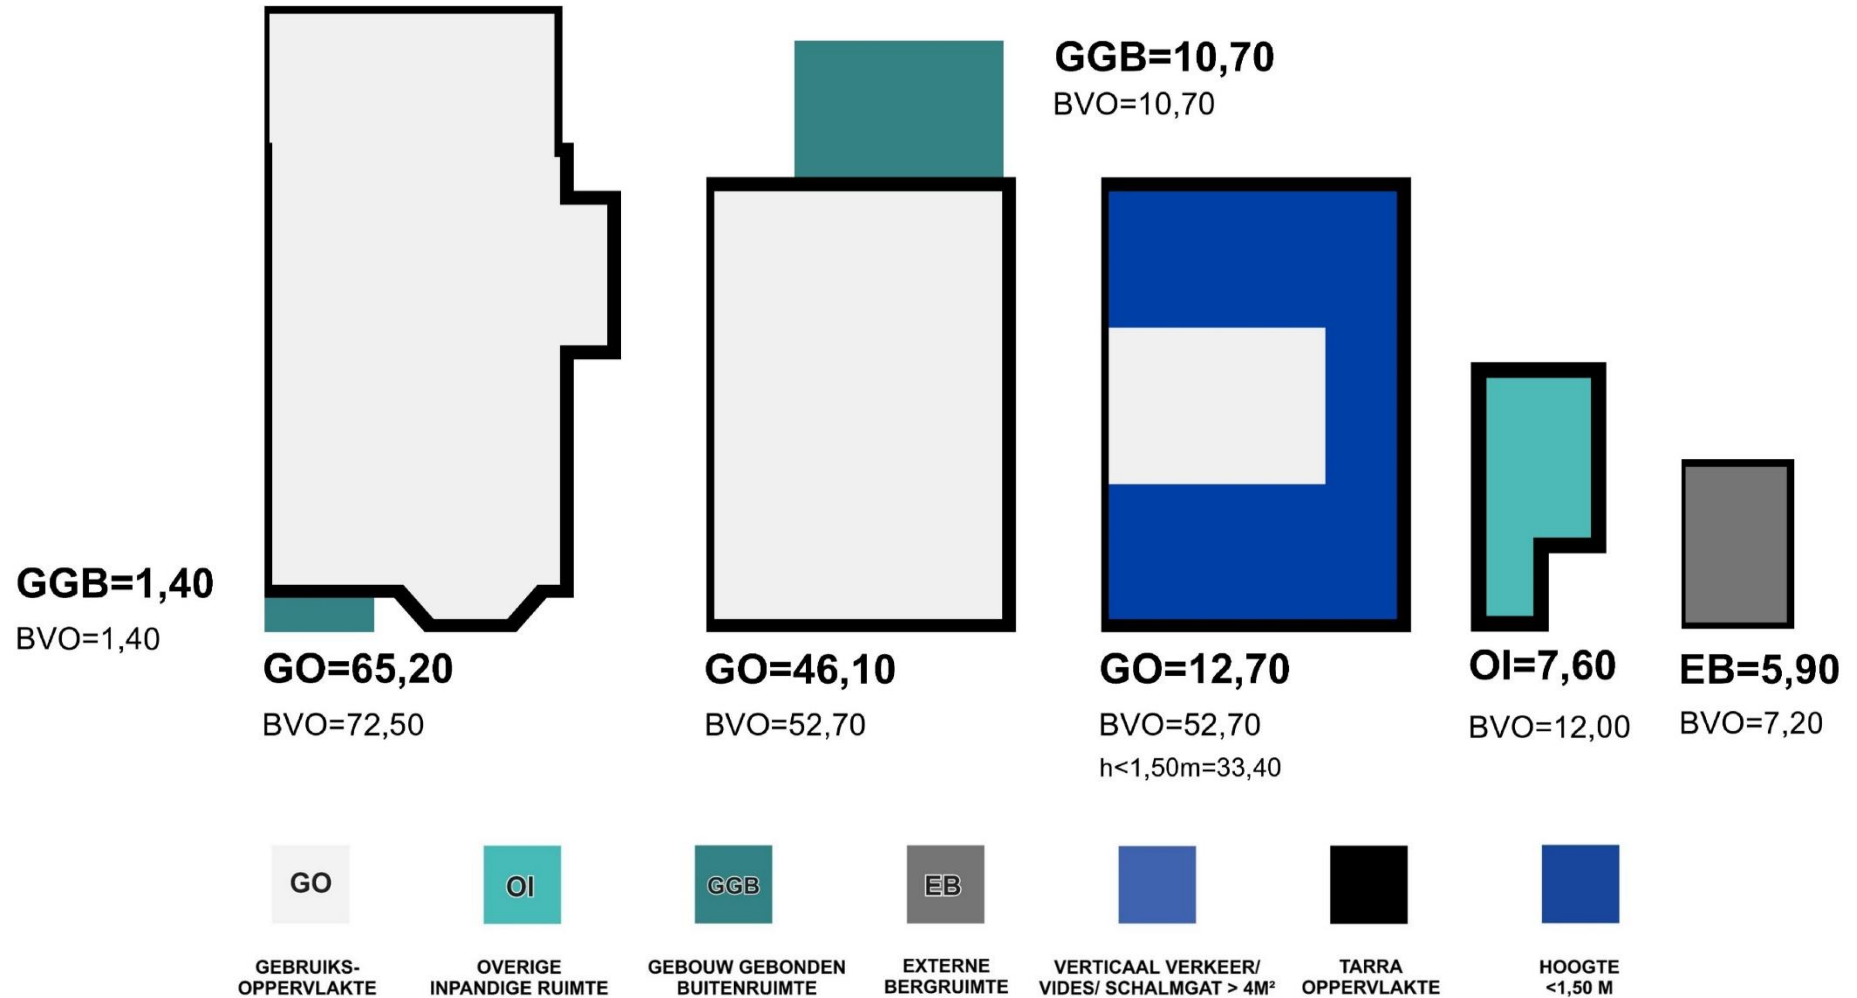 GGB=10,70
BVO=10,70
GGB=1,40
BVO=1,40
GO=65,20
BVO=72,50
GO=46,10
BVO=52,70
GO=12,70
BVO=52,70
h<1,50m=33,40
OI=7,60
BVO=12,00
EB=5,90
BVO=7,20
GO
OI
GGB
EB
GEBRUIKS-
OPPERVLAKTE
OVERIGE
INPANDIGE RUIMTE
GEBOUW GEBONDEN
BUITENRUIMTE
EXTERNE
BERGRUIMTE
VERTICAAL VERKEER/
VIDES/ SCHALMGAT > 4M²
TARRA
OPPERVLAKTE
HOOGTE
<1,50 M